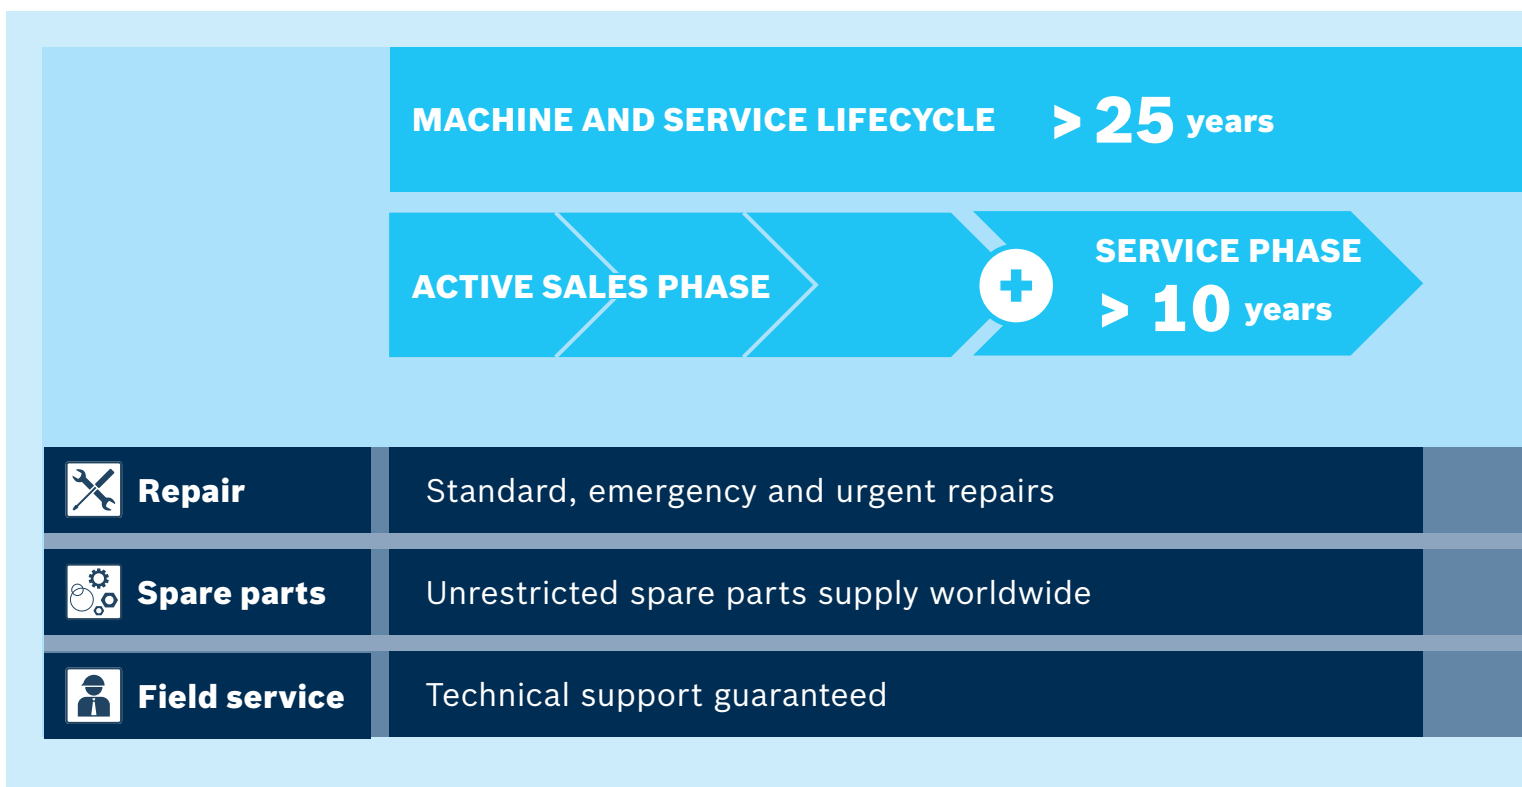 MACHINE AND SERVICE LIFECYCLE > 25 years
ACTIVE SALES PHASE
SERVICE PHASE
> 10 years
Repair Standard, emergency and urgent repairs
Spare parts Unrestricted spare parts supply worldwide
Field service Technical support guaranteed